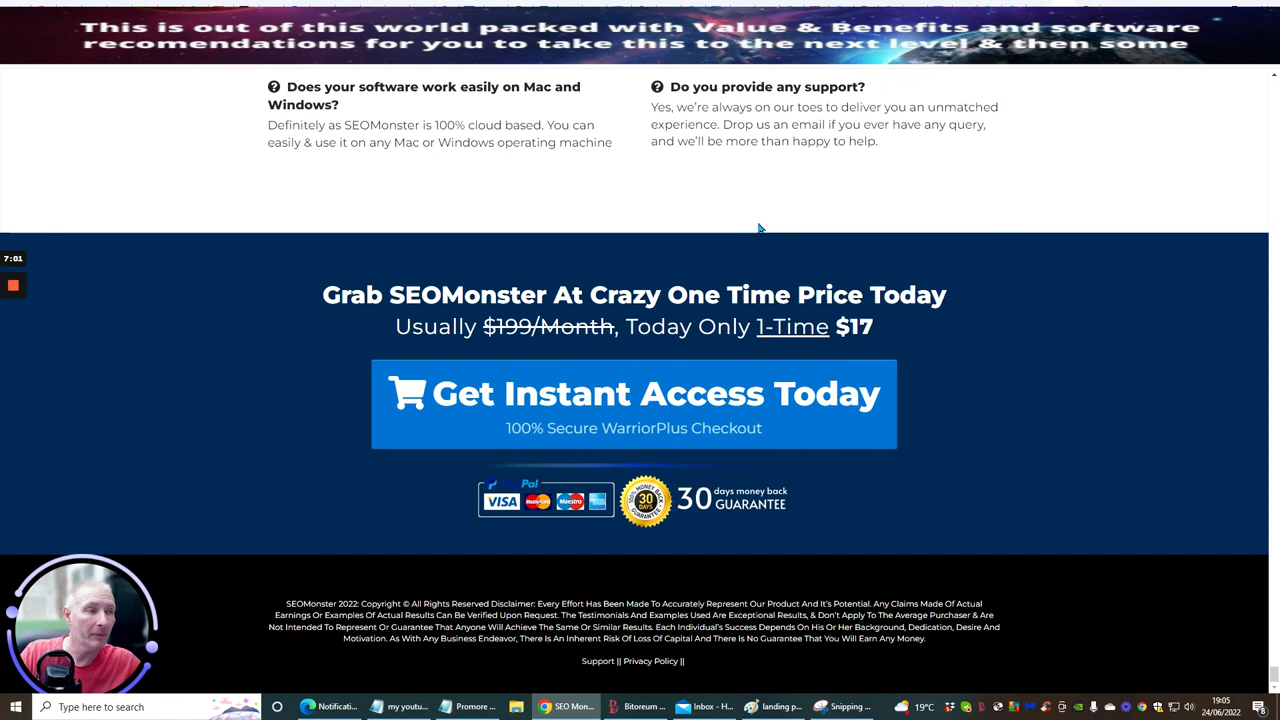 This is out of this world packed with Value & Benefits and software
recomendations for you to take this to the next level & then some
Does your software work easily on Mac and
Windows?
Definitely as SEOMonster is 100% cloud based. You can
easily & use it on any Mac or Windows operating machine
Do you provide any support?
Yes, we're always on our toes to deliver you an unmatched
experience. Drop us an email if you ever have any query,
and we'll be more than happy to help.
7:01
Grab SEOMonster At Crazy One Time Price Today
Usually $199/Month, Today Only 1-Time $17
Get Instant Access Today
100% Secure WarriorPlus Checkout
Pal
VISA MasterCard Maestro
100% MONEY BACK
30
DAYS
GUARANTEE
30 days money back
GUARANTEE
SEOMonster 2022: Copyright © All Rights Reserved Disclaimer: Every Effort Has Been Made To Accurately Represent Our Product And It's Potential. Any Claims Made Of Actual
Earnings Or Examples Of Actual Results Can Be Verified Upon Request. The Testimonials And Examples Used Are Exceptional Results, & Don't Apply To The Average Purchaser & Are
Not Intended To Represent Or Guarantee That Anyone Will Achieve The Same Or Similar Results. Each Individual's Success Depends On His Or Her Background, Dedication, Desire And
Motivation. As With Any Business Endeavor, There Is An Inherent Risk Of Loss Of Capital And There Is No Guarantee That You Will Earn Any Money.
Support || Privacy Policy ||
Type here to search
Notificati...
my youtu...
Promore ...
SEO Mon...
Bitoreum ...
Inbox - H...
landing p...
Snipping ...
19°C
19:05
24/06/2022
8